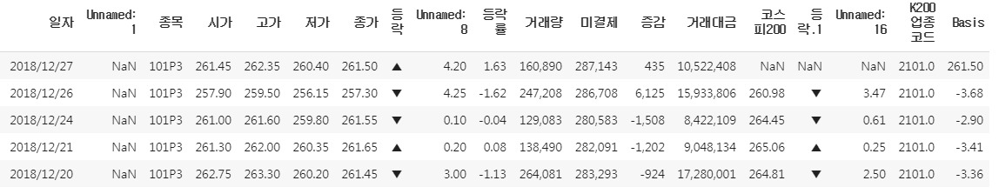 일자 Unnamed: 1 종목 시가 고가 저가 종가 등락 Unnamed: 8 등락률 거래량 미결제 증감 거래대금 코스피200 등락.1 Unnamed: 16 K200업종코드 Basis
2018/12/27 NaN 101P3 261.45 262.35 260.40 261.50 ▲ 4.20 1.63 160,890 287,143 435 10,522,408 NaN NaN NaN 2101.0 261.50
2018/12/26 NaN 101P3 257.90 259.50 256.15 257.30 ▼ 4.25 -1.62 247,208 286,708 6,125 15,933,806 260.98 ▼ 3.47 2101.0 -3.68
2018/12/24 NaN 101P3 261.00 261.60 259.80 261.55 ▼ 0.10 -0.04 129,083 280,583 -1,508 8,422,109 264.45 ▼ 0.61 2101.0 -2.90
2018/12/21 NaN 101P3 261.30 262.00 260.35 261.65 ▲ 0.20 0.08 138,490 282,091 -1,202 9,048,134 265.06 ▲ 0.25 2101.0 -3.41
2018/12/20 NaN 101P3 262.75 263.30 260.20 261.45 ▼ 3.00 -1.13 264,081 283,293 -924 17,280,001 264.81 ▼ 2.50 2101.0 -3.36